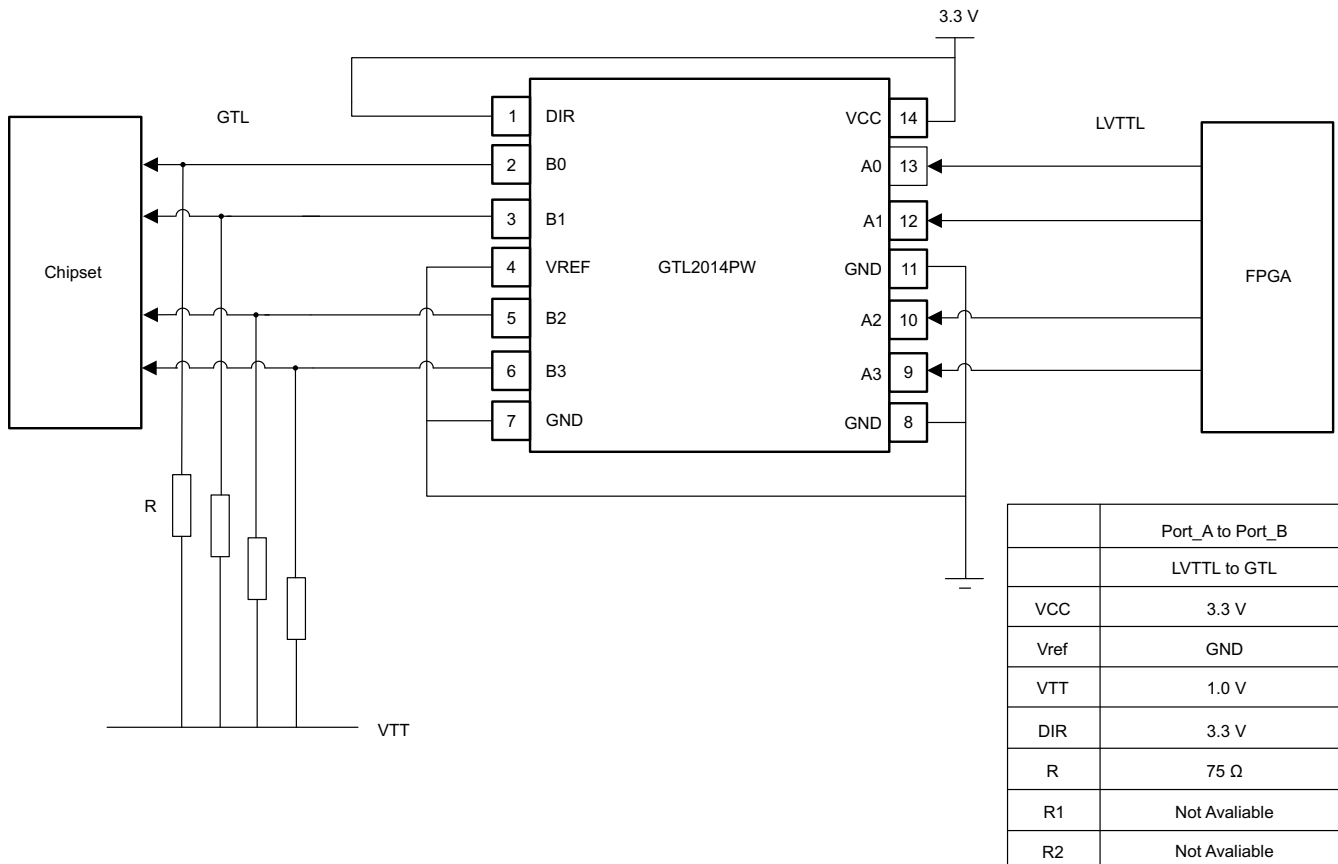 3.3 V
GTL
LVTTL
1 DIR VCC 14
2 B0 A0 13
3 B1 A1 12
Chipset
4 VREF GTL2014PW GND 11
FPGA
5 B2 A2 10
6 B3 A3 9
7 GND GND 8
R
VTT
Port_A to Port_B
LVTTL to GTL
VCC 3.3 V
Vref GND
VTT 1.0 V
DIR 3.3 V
R 75 Ω
R1 Not Avaliable
R2 Not Avaliable